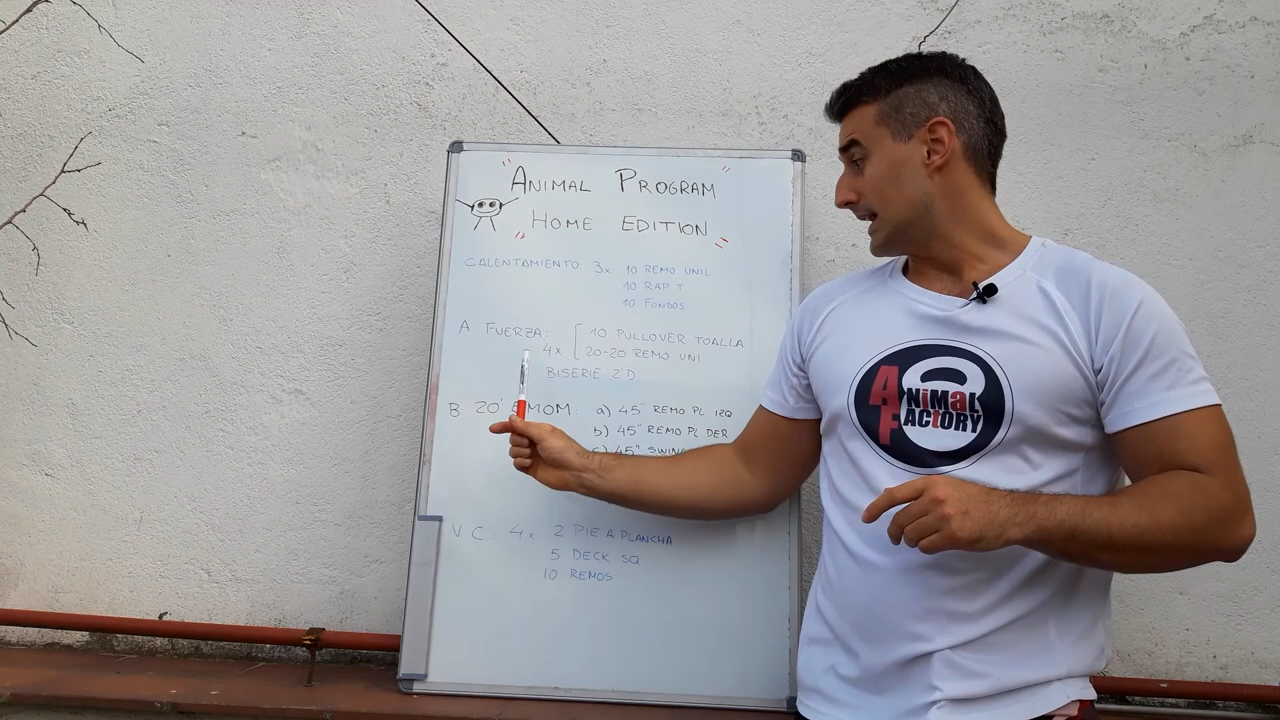 "ANIMAL PROGRAM
HOME EDITION"
CALENTAMIENTO 3x 10 REMO UNIL.
10 RAP T
10 FONDOS
A FUERZA: 10 PULLOVER TOALLA
4x 20-20 REMO UNI
BISERIE 2'D
B 20' EMOM: a) 45" REMO PL IZQ
b) 45" REMO PL DER
c) 45" SWING
V.C. 4x 2 PIE A PLANCHA
5 DECK SQ
10 REMOS
ANIMAL
FACTORY